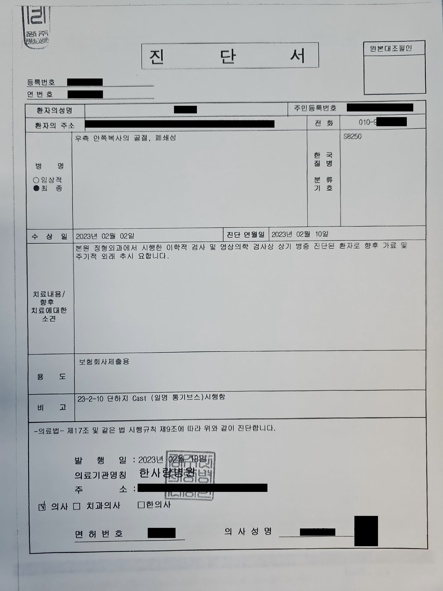 진 단 서
원본대조필인
등록번호
연 번 호
환자의성명
주민등록번호
환자의 주소
전 화
010-9
병 명
○임상적
●최 종
우측 안쪽복사의 골절, 폐쇄성
한 국
질 병
분 류
기 호
S8250
수 상 일
2023년 02월 02일
진단 연월일
2023년 02월 10일
치료내용/
향후
치료에대한
소견
본원 정형외과에서 시행한 이학적 검사 및 영상의학 검사상 상기 병증 진단된 환자로 향후 가료 및
주기적 외래 추시 요합니다.
용 도
보험회사제출용
비 고
23-2-10 단하지 Cast (일명 통기브스)시행함
-의료법- 제17조 및 같은 법 시행규칙 제9조에 따라 위와 같이 진단합니다.
발 행 일 : 2023년 02월
의료기관명칭 한사랑병원
주 소 :
☑ 의사 □ 치과의사 □한의사
면 허 번 호
의 사 성 명